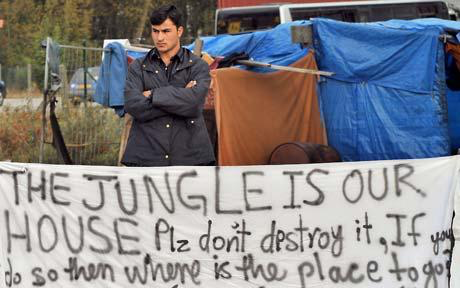 THE JUNGLE IS OUR
HOUSE Plz don't destroy it, If you
do so then where is the place to go?